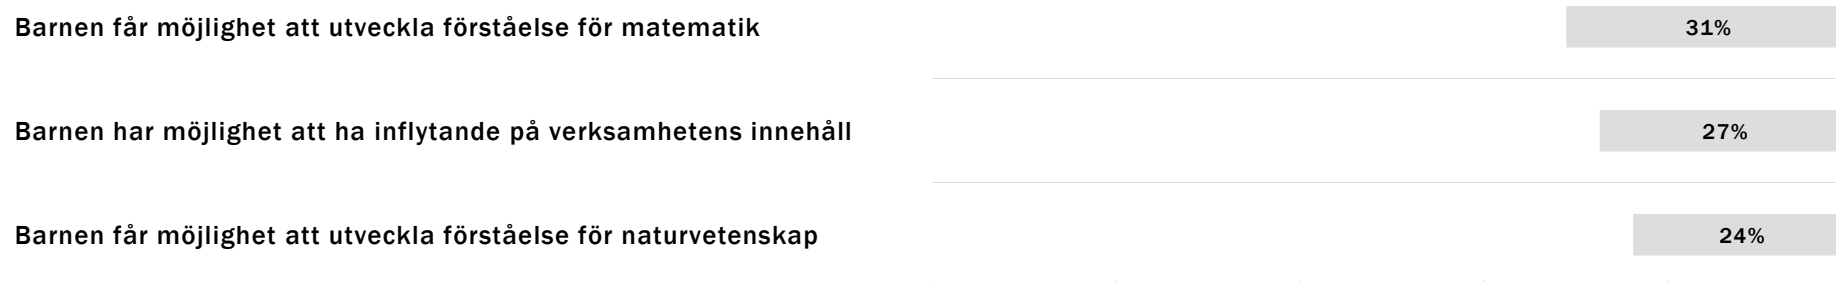 Barnen får möjlighet att utveckla förståelse för matematik 31%
Barnen har möjlighet att ha inflytande på verksamhetens innehåll 27%
Barnen får möjlighet att utveckla förståelse för naturvetenskap 24%